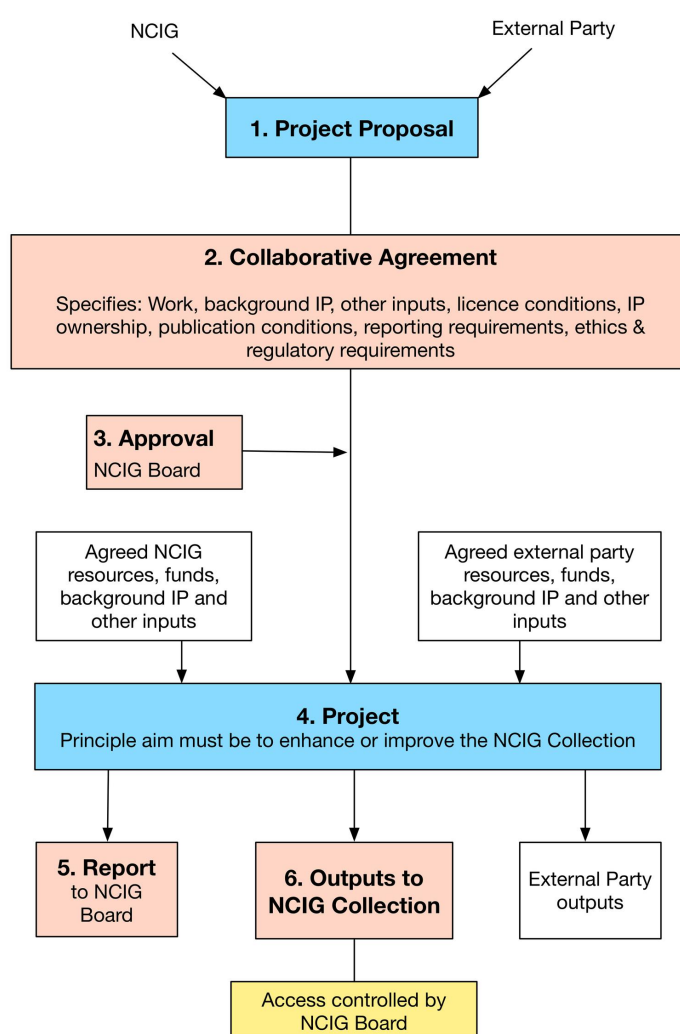 NCIG
External Party
1. Project Proposal
2. Collaborative Agreement
Specifies: Work, background IP, other inputs, licence conditions, IP
ownership, publication conditions, reporting requirements, ethics &
regulatory requirements
3. Approval
NCIG Board
Agreed NCIG
resources, funds,
background IP and
other inputs
Agreed external party
resources, funds,
background IP and other
inputs
4. Project
Principle aim must be to enhance or improve the NCIG Collection
5. Report
to NCIG
Board
6. Outputs to
NCIG Collection
External Party
outputs
Access controlled by
NCIG Board